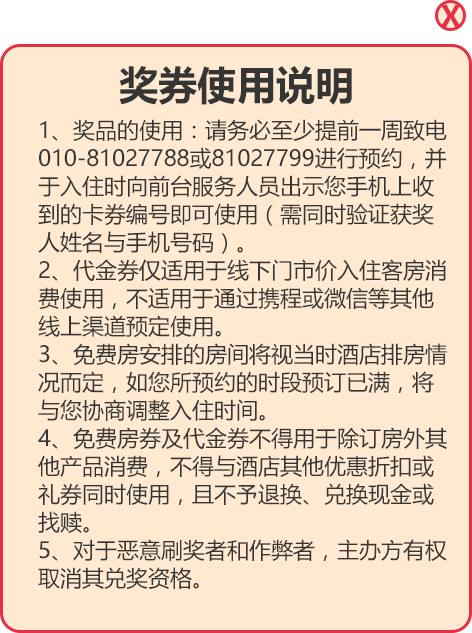 X
奖券使用说明
1、奖品的使用：请务必至少提前一周致电
010-81027788或81027799进行预约，并
于入住时向前台服务人员出示您手机上收
到的卡券编号即可使用（需同时验证获奖
人姓名与手机号码）。
2、代金券仅适用于线下门市价入住客房消
费使用，不适用于通过携程或微信等其他
线上渠道预定使用。
3、免费房安排的房间将视当时酒店排房情
况而定，如您所预约的时段预订已满，将
与您协商调整入住时间。
4、免费房券及代金券不得用于除订房外其
他产品消费，不得与酒店其他优惠折扣或
礼券同时使用，且不予退换、兑换现金或
找赎。
5、对于恶意刷奖者和作弊者，主办方有权
取消其兑奖资格。